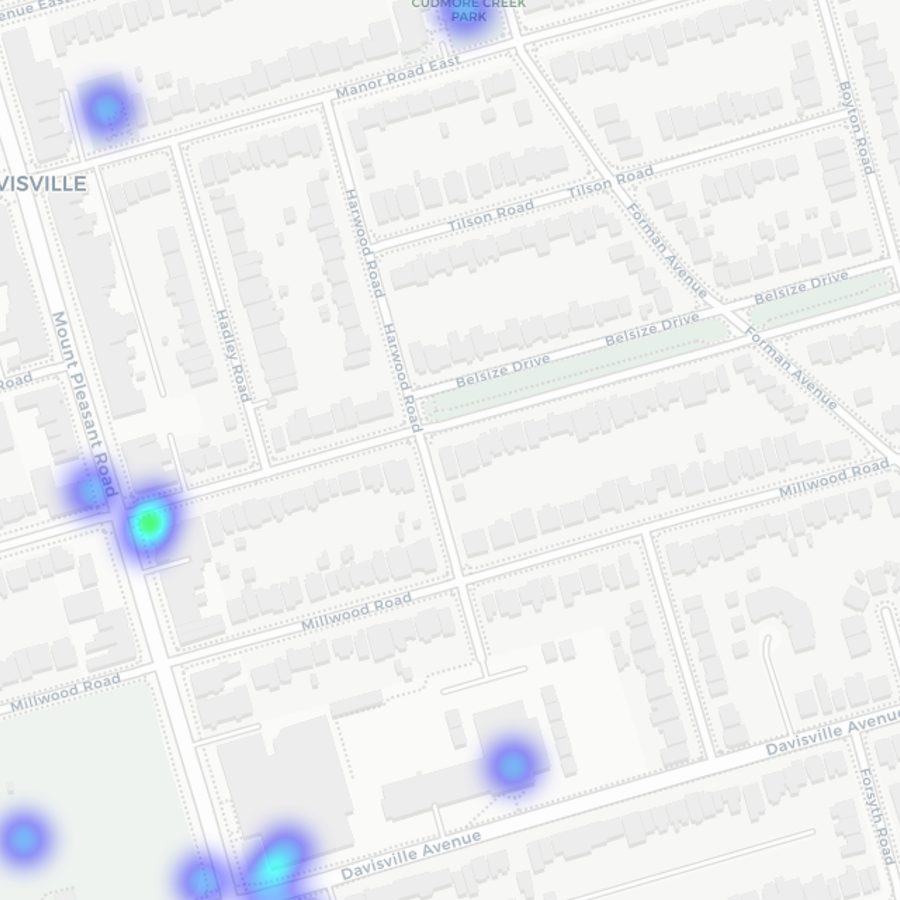 CUDMORE CREEK
PARK
enue East
Manor Road East
Boyton Road
VISVILLE
Tilson Road
Tilson Road
Harwood Road
Forman Avenue
Mount Pleasant Road
Hadley Road
Harwood Road
Belsize Drive
Belsize Drive
Belsize Drive
Forman Avenue
Road
Millwood Road
Millwood Road
Millwood Road
Davisville Avenue
Davisville Avenue
Forsyth Road